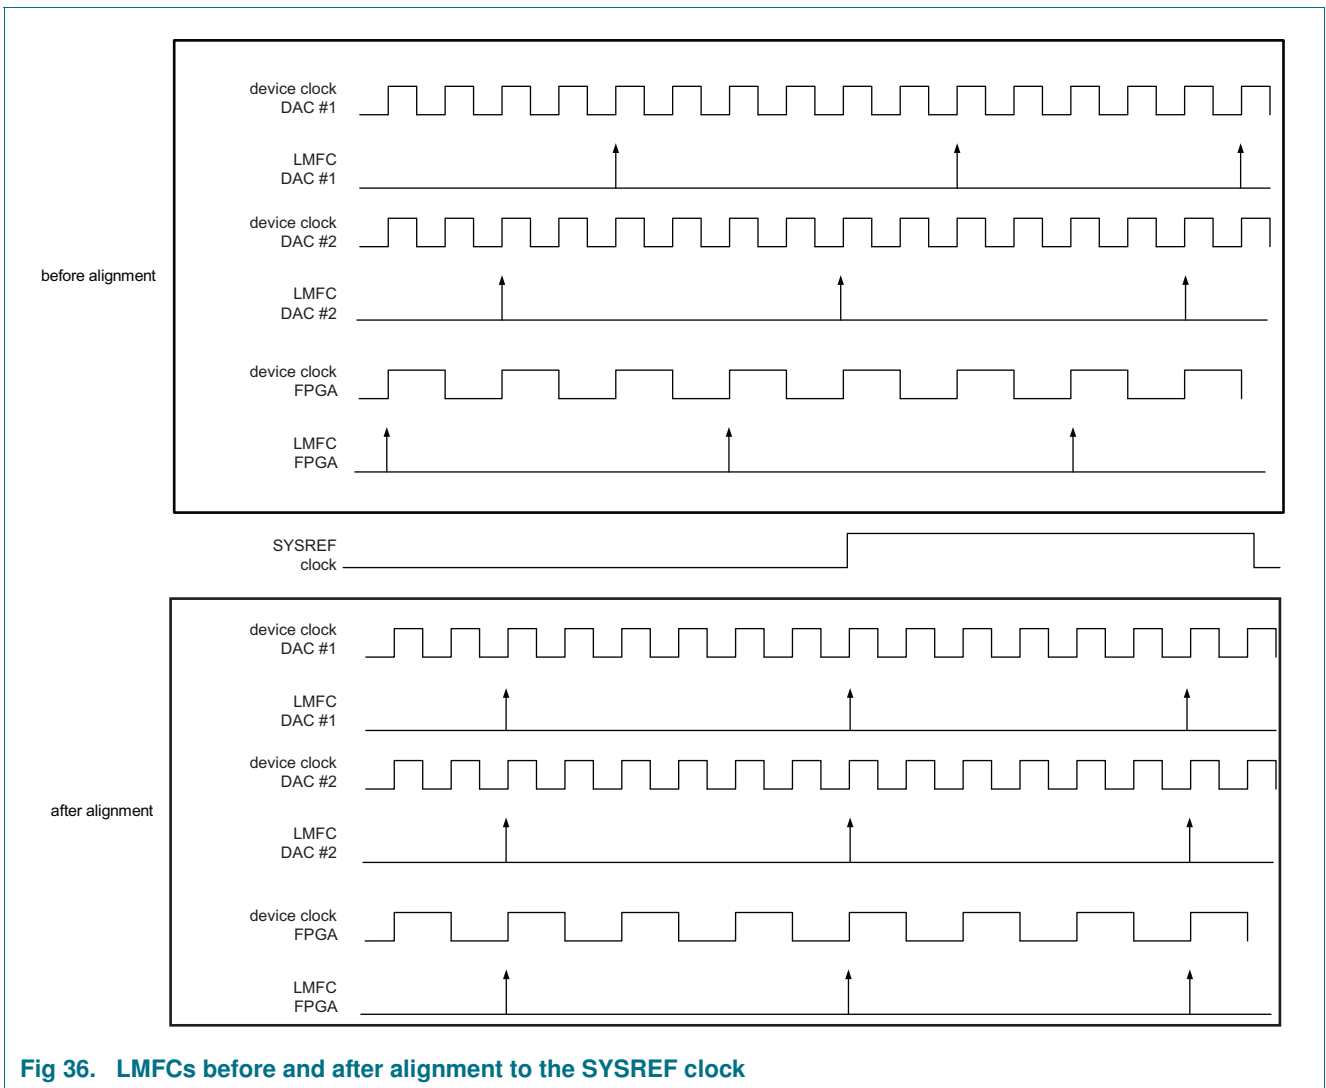 device clock
DAC #1
LMFC
DAC #1
device clock
DAC #2
before alignment
LMFC
DAC #2
device clock
FPGA
LMFC
FPGA
SYSREF
clock
device clock
DAC #1
LMFC
DAC #1
device clock
DAC #2
after alignment
LMFC
DAC #2
device clock
FPGA
LMFC
FPGA
Fig 36. LMFCs before and after alignment to the SYSREF clock